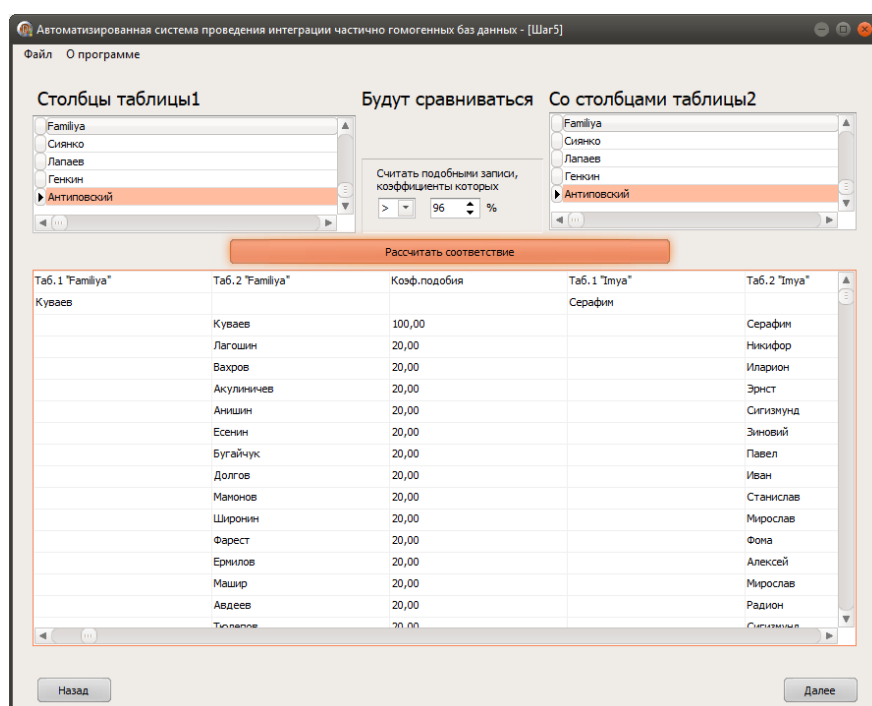 Автоматизированная система проведения интеграции частично гомогенных баз данных - [Шаг5]
Файл О программе
Столбцы таблицы1 Будут сравниваться Со столбцами таблицы2
Familiya
Сиянко
Лапаев
Генкин
Антиповский
Считать подобными записи,
коэффициенты которых
> 96 %
Familiya
Сиянко
Лапаев
Генкин
Антиповский
Рассчитать соответствие
Таб.1 "Familiya" Таб.2 "Familiya" Коэф.подобия Таб.1 "Imya" Таб.2 "Imya"
Куваев Серафим
Куваев 100,00 Серафим
Лагошин 20,00 Никифор
Вахров 20,00 Иларион
Акулиничев 20,00 Эрнст
Анишин 20,00 Сигизмунд
Есенин 20,00 Зиновий
Бугайчук 20,00 Павел
Долгов 20,00 Иван
Мамонов 20,00 Станислав
Широнин 20,00 Мирослав
Фарест 20,00 Фома
Ермилов 20,00 Алексей
Машир 20,00 Мирослав
Авдеев 20,00 Радион
20,00 Сигизмунд
Назад Далее